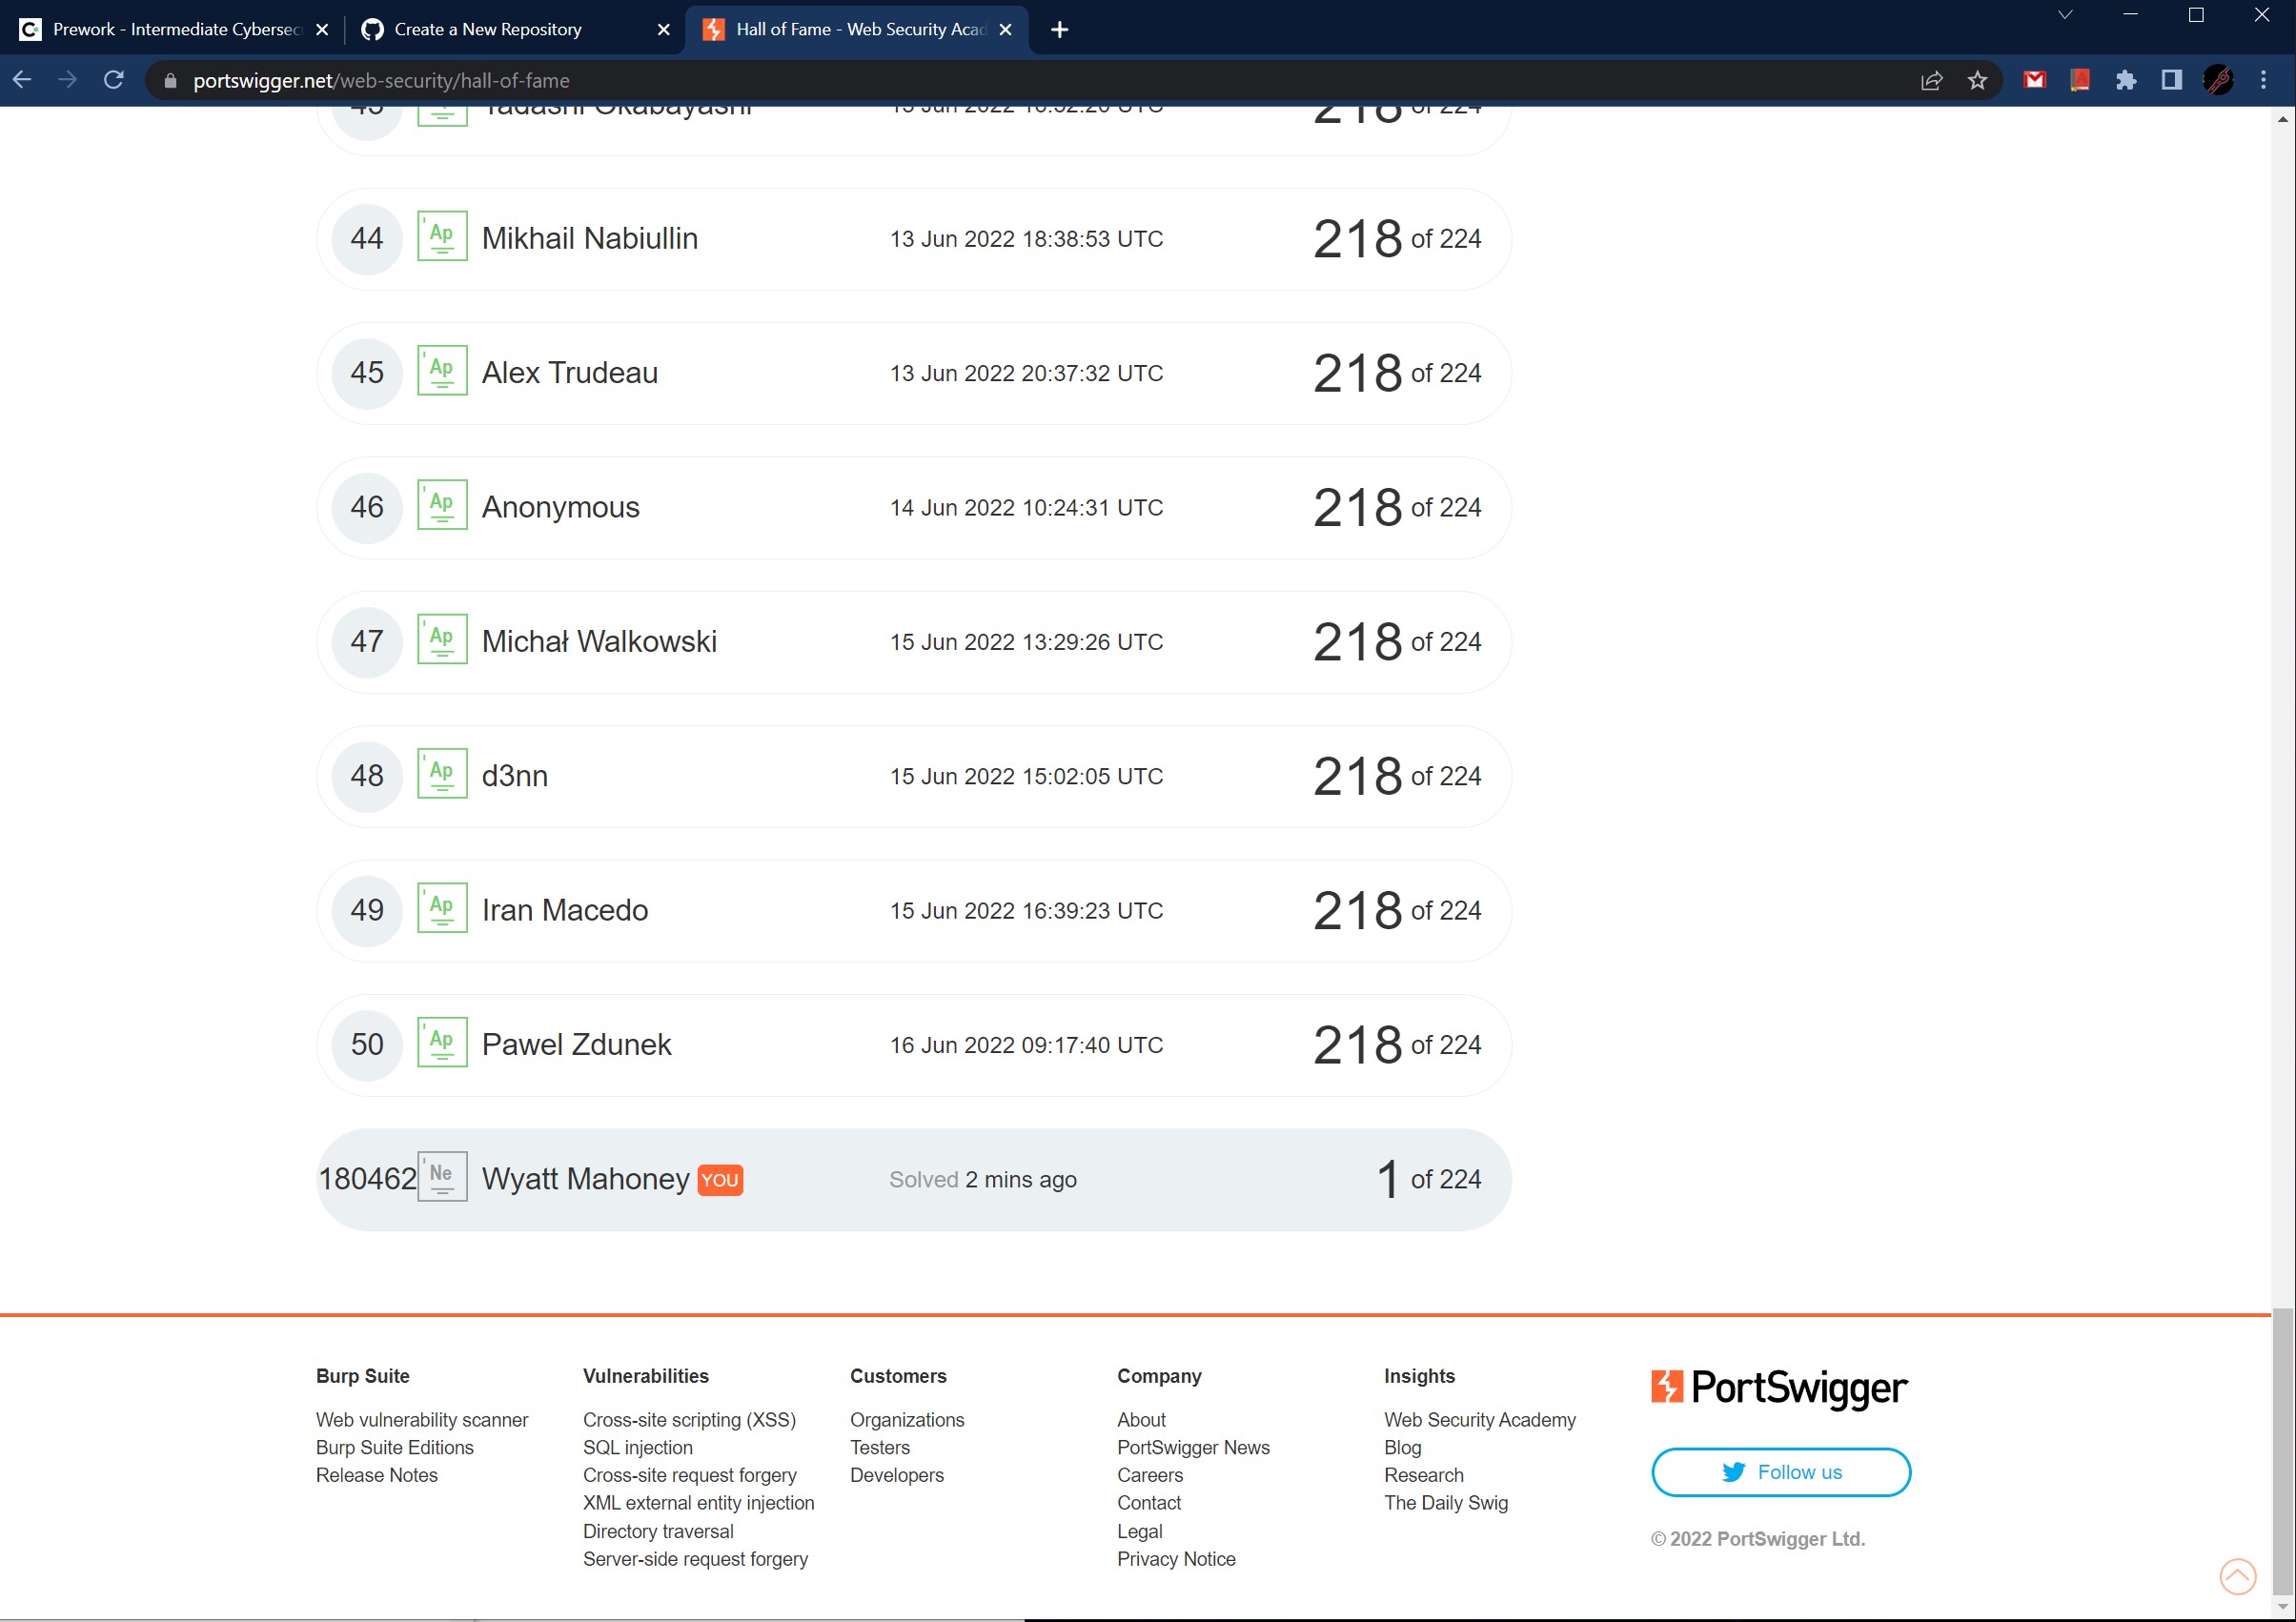 Prework - Intermediate Cybersec
Create a New Repository
Hall of Fame - Web Security Acad
portswigger.net/web-security/hall-of-fame
218 of 224
44 Ap Mikhail Nabiullin 13 Jun 2022 18:38:53 UTC 218 of 224
45 Ap Alex Trudeau 13 Jun 2022 20:37:32 UTC 218 of 224
46 Ap Anonymous 14 Jun 2022 10:24:31 UTC 218 of 224
47 Ap Michał Walkowski 15 Jun 2022 13:29:26 UTC 218 of 224
48 Ap d3nn 15 Jun 2022 15:02:05 UTC 218 of 224
49 Ap Iran Macedo 15 Jun 2022 16:39:23 UTC 218 of 224
50 Ap Pawel Zdunek 16 Jun 2022 09:17:40 UTC 218 of 224
180462 Ne Wyatt Mahoney YOU Solved 2 mins ago 1 of 224
Burp Suite
Web vulnerability scanner
Burp Suite Editions
Release Notes
Vulnerabilities
Cross-site scripting (XSS)
SQL injection
Cross-site request forgery
XML external entity injection
Directory traversal
Server-side request forgery
Customers
Organizations
Testers
Developers
Company
About
PortSwigger News
Careers
Contact
Legal
Privacy Notice
Insights
Web Security Academy
Blog
Research
The Daily Swig
PortSwigger
Follow us
© 2022 PortSwigger Ltd.